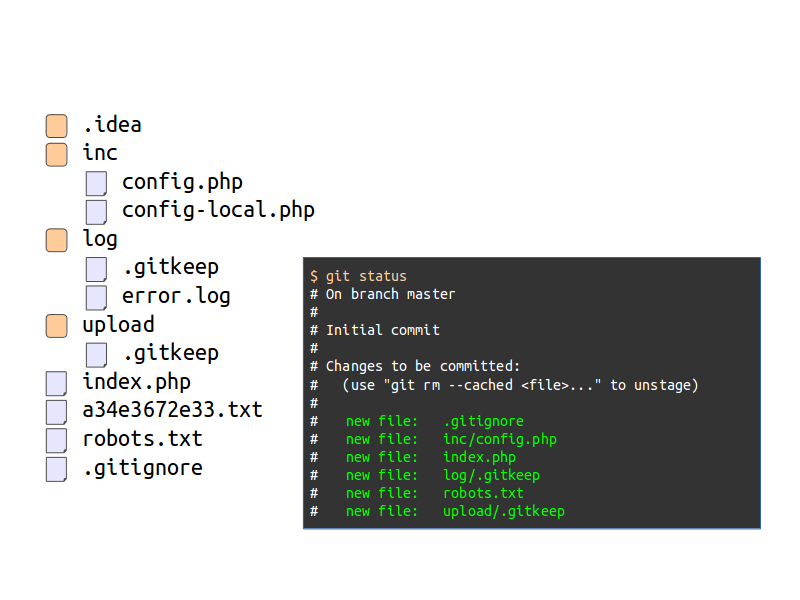 .idea
inc
config.php
config-local.php
log
.gitkeep
error.log
upload
.gitkeep
index.php
a34e3672e33.txt
robots.txt
.gitignore
$ git status
# On branch master
#
# Initial commit
#
# Changes to be committed:
#   (use "git rm --cached <file>..." to unstage)
#
#   new file:   .gitignore
#   new file:   inc/config.php
#   new file:   index.php
#   new file:   log/.gitkeep
#   new file:   robots.txt
#   new file:   upload/.gitkeep